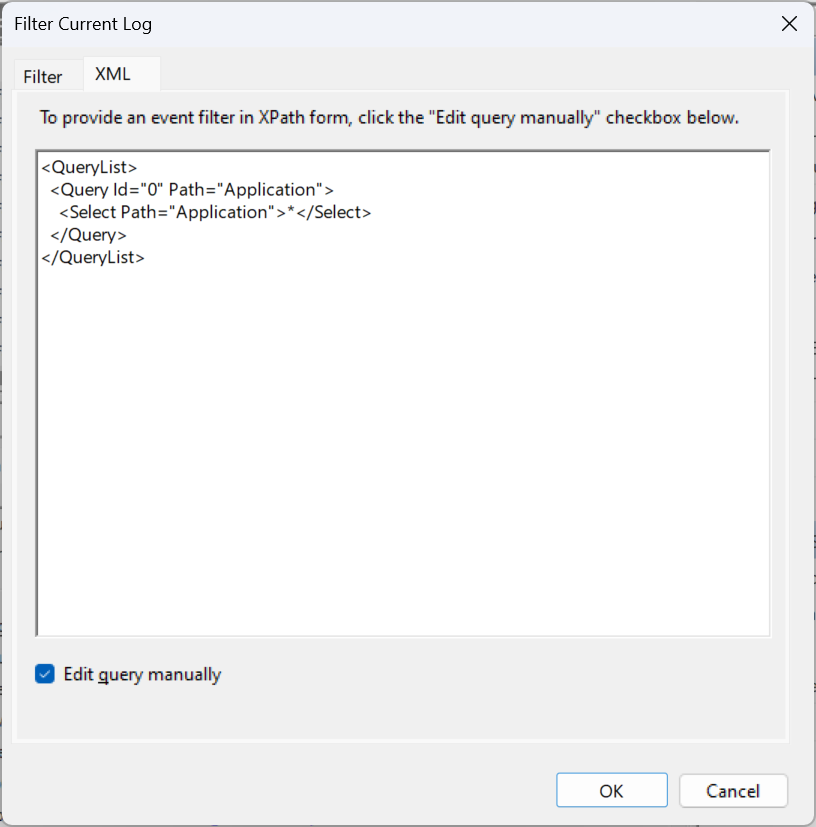 Filter Current Log
Filter
XML
To provide an event filter in XPath form, click the "Edit query manually" checkbox below.
<QueryList>
  <Query Id="0" Path="Application">
    <Select Path="Application">*</Select>
  </Query>
</QueryList>
Edit query manually
OK
Cancel